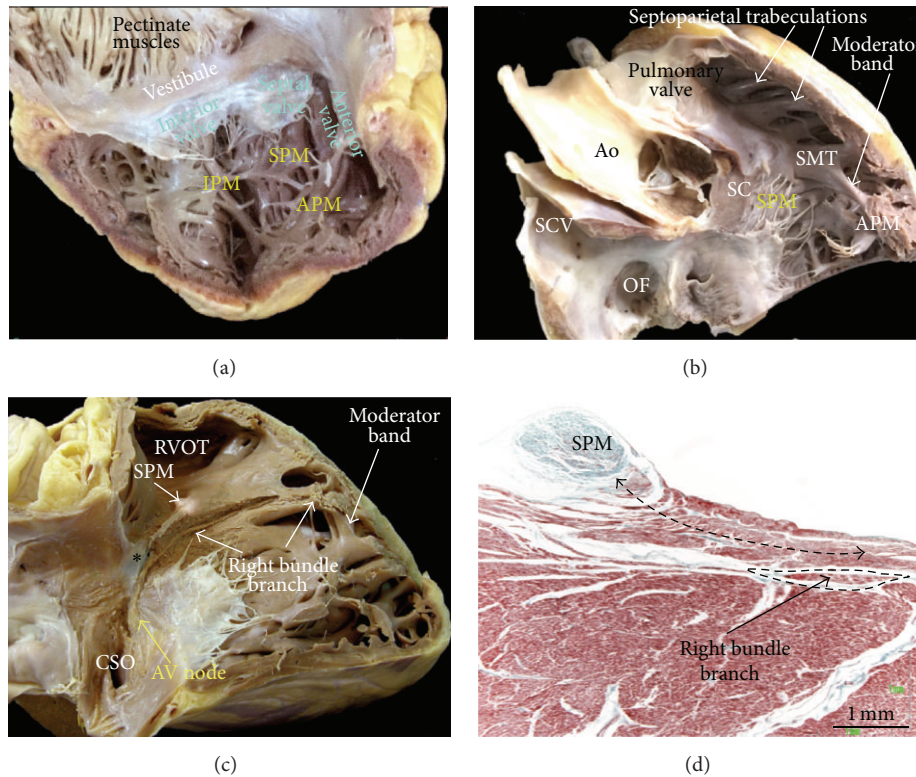 Pectinate
muscles
Vestibule
Septal
valve
Anterior
valve
Inferior
valve
SPM
IPM
APM
(a)
Septoparietal trabeculations
Moderator
band
Pulmonary
valve
Ao
SMT
SC
SPM
SCV
APM
OF
(b)
Moderator
band
RVOT
SPM
*
Right bundle
branch
CSO
AV node
(c)
SPM
Right bundle
branch
1 mm
(d)